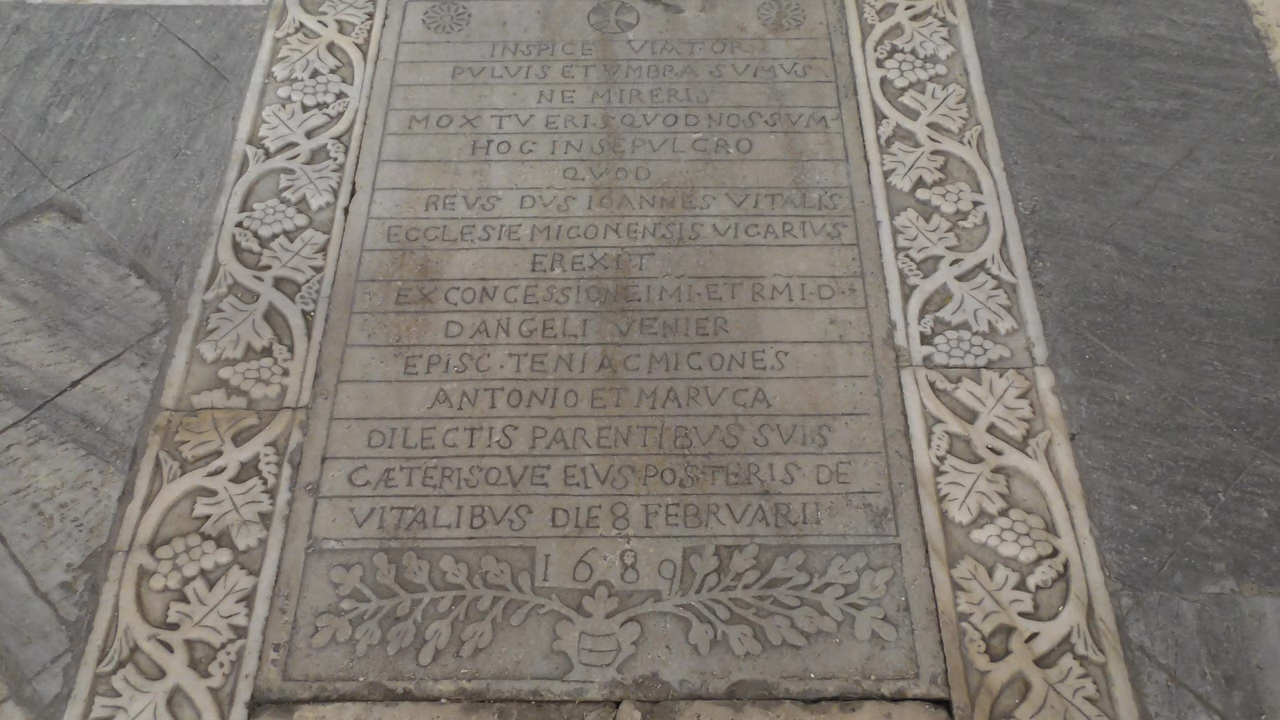 INSPICE VIATOR
PVLVIS ET VMBRA SVMVS
NE MIRERIS
MOX TV ERIS QVOD NOS SVM
HOC IN SEPVLCRO
QVOD
REVS DVS IOANNES VITALIS
ECCLESIE MICONENSIS VICARIVS
EREXIT
EX CONCESSIONE IMI·ET RMI·D·
D ANGELI VENIER
EPISC·TENI AC MICONES
ANTONIO ET MARVCA
DILECTIS PARENTIBVS SVIS
CÆTERISQVE EIVS·POSTERIS·DE
VITALIBVS DIE 8 FEBRVARII
1689